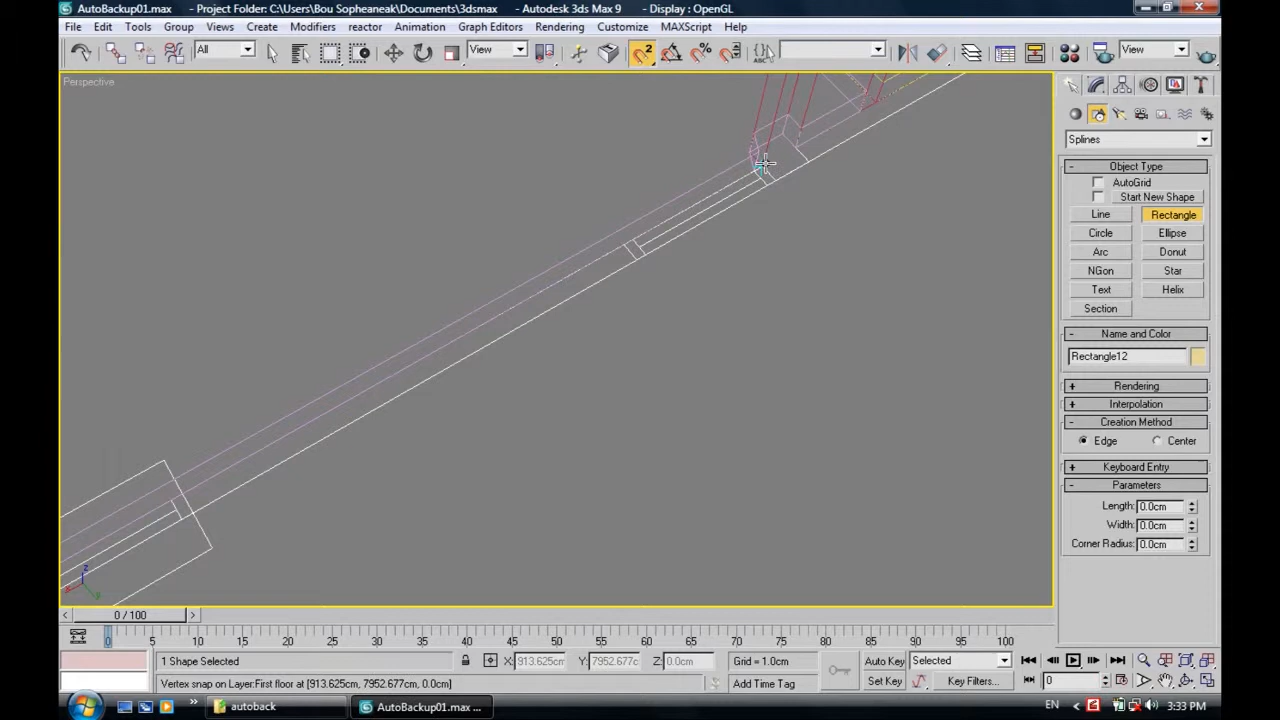 AutoBackup01.max - Project Folder: C:\Users\Bou Sopheaneak\Documents\3dsmax - Autodesk 3ds Max 9 - Display : OpenGL
File Edit Tools Group Views Create Modifiers reactor Animation Graph Editors Rendering Customize MAXScript Help
All View 2 % ABC View
Perspective
Splines
- Object Type
AutoGrid
Start New Shape
Line Rectangle
Circle Ellipse
Arc Donut
NGon Star
Text Helix
Section
- Name and Color
Rectangle12
+ Rendering
+ Interpolation
- Creation Method
Edge Center
+ Keyboard Entry
- Parameters
Length: 0.0cm
Width: 0.0cm
Corner Radius: 0.0cm
z
x
y
< 0 / 100 >
0 5 10 15 20 25 30 35 40 45 50 55 60 65 70 75 80 85 90 95 100
1 Shape Selected X: 913.625cm Y: 7952.677c Z: 0.0cm Grid = 1.0cm Auto Key Selected
Vertex snap on Layer:First floor at [913.625cm, 7952.677cm, 0.0cm] Add Time Tag Set Key Key Filters... 0
autoback AutoBackup01.max ... EN 3:33 PM